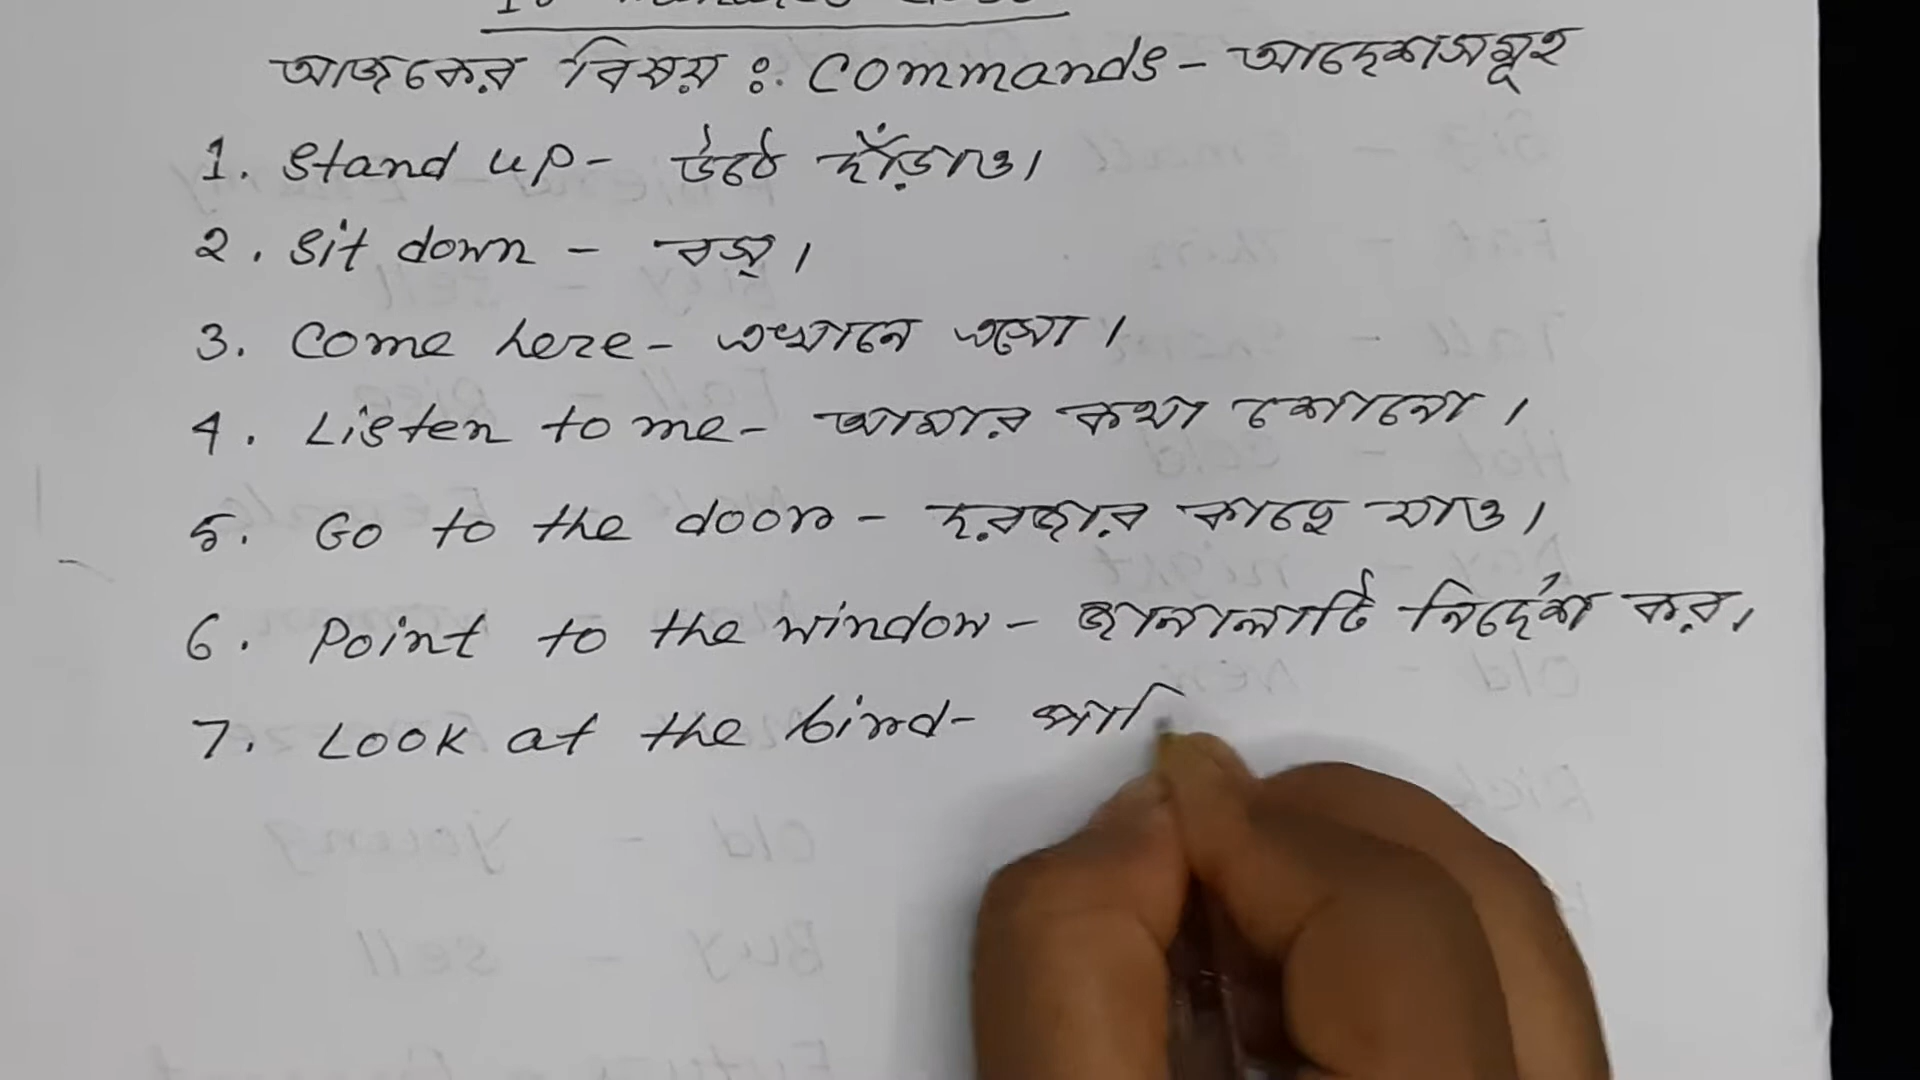 আজকের বিষয় ঃ. Commands - আদেশসমূহ
1. Stand up - উঠে দাঁড়াও।
2. Sit down - বস্।
3. Come here - এখানে এসো।
4. Listen to me - আমার কথা শোনো।
5. Go to the door - দরজার কাছে যাও।
6. Point to the window - জানালাটি নির্দেশ কর।
7. Look at the bird - পা